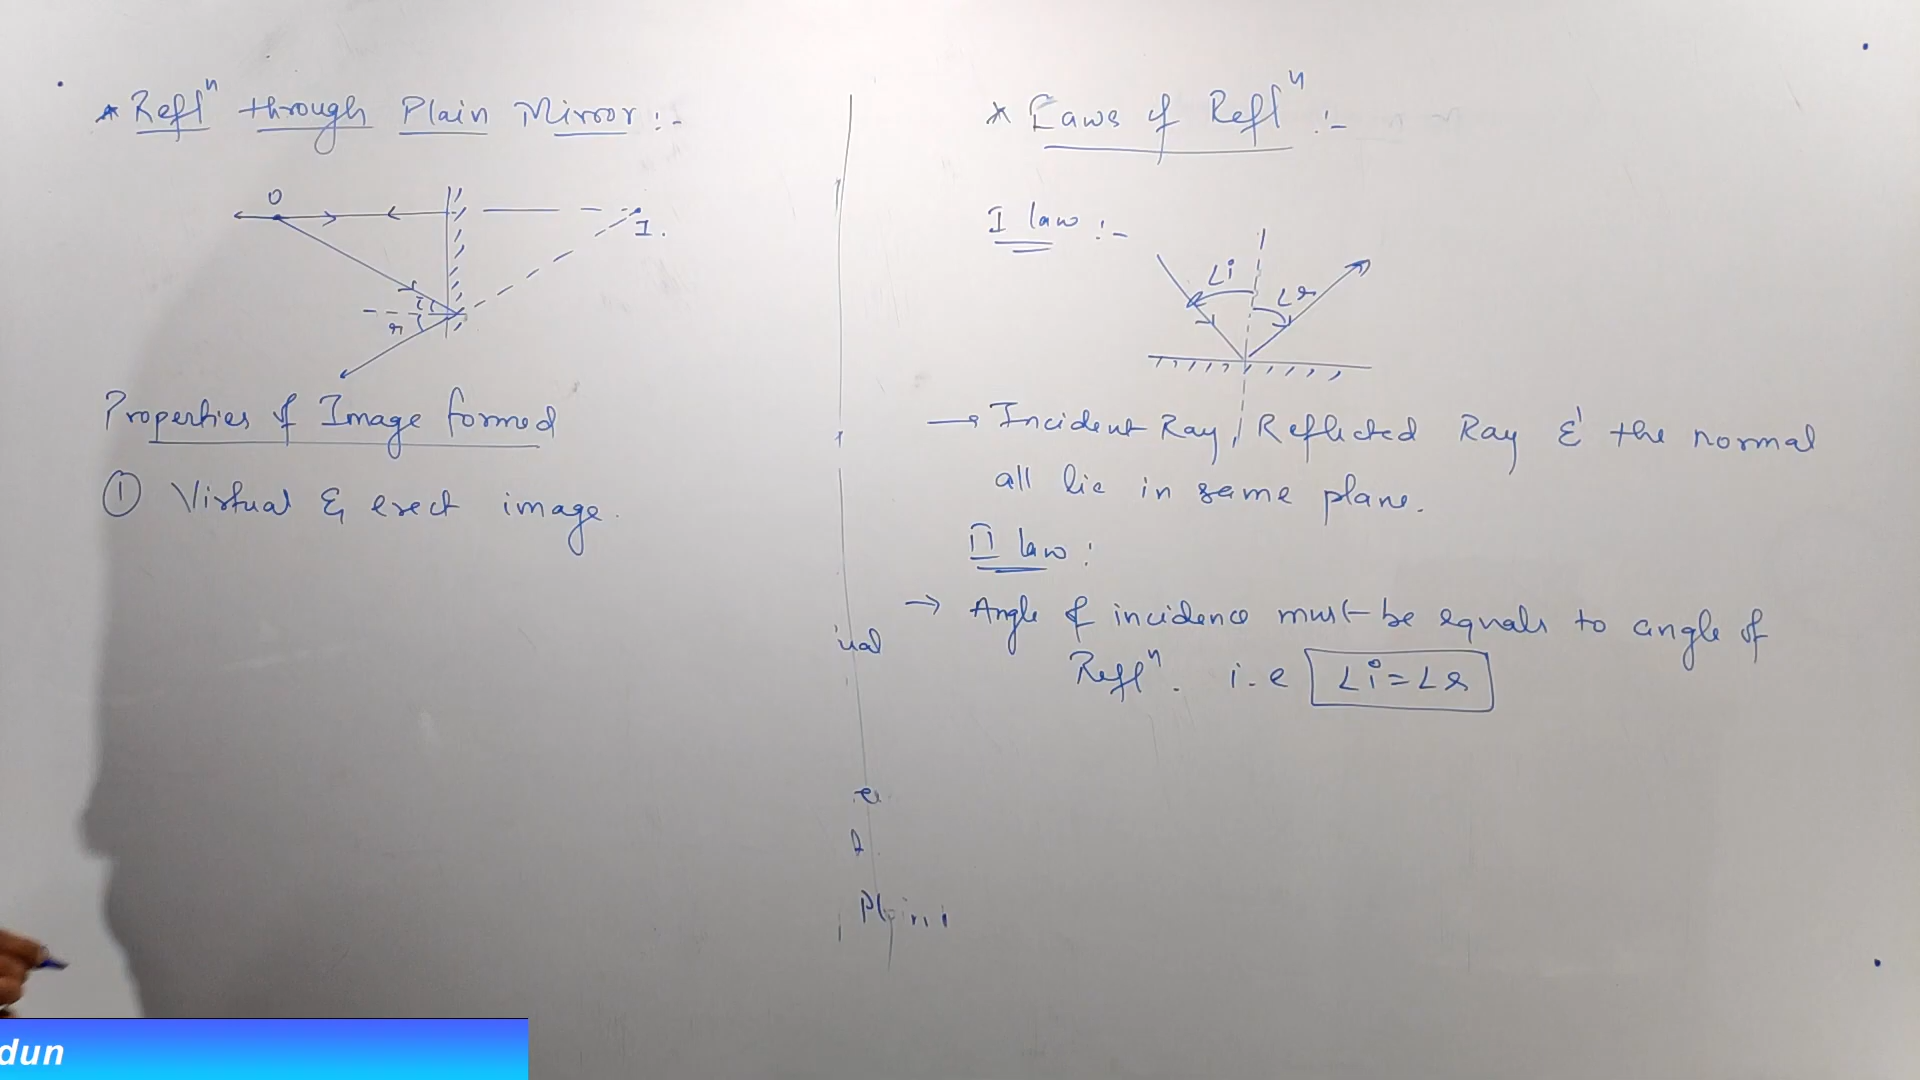 * Refl^n through Plain Mirror :-
O
I.
i
r
Properties of Image formed
① Virtual & erect image.
* Laws of Refl^n :-
I law :-
∠i
∠r
→ Incident Ray, Reflected Ray & the normal
all lie in same plane.
II law :
→ Angle of incidence must be equals to angle of
Refl^n. i.e ∠i = ∠r
ual
e
Plain
dun